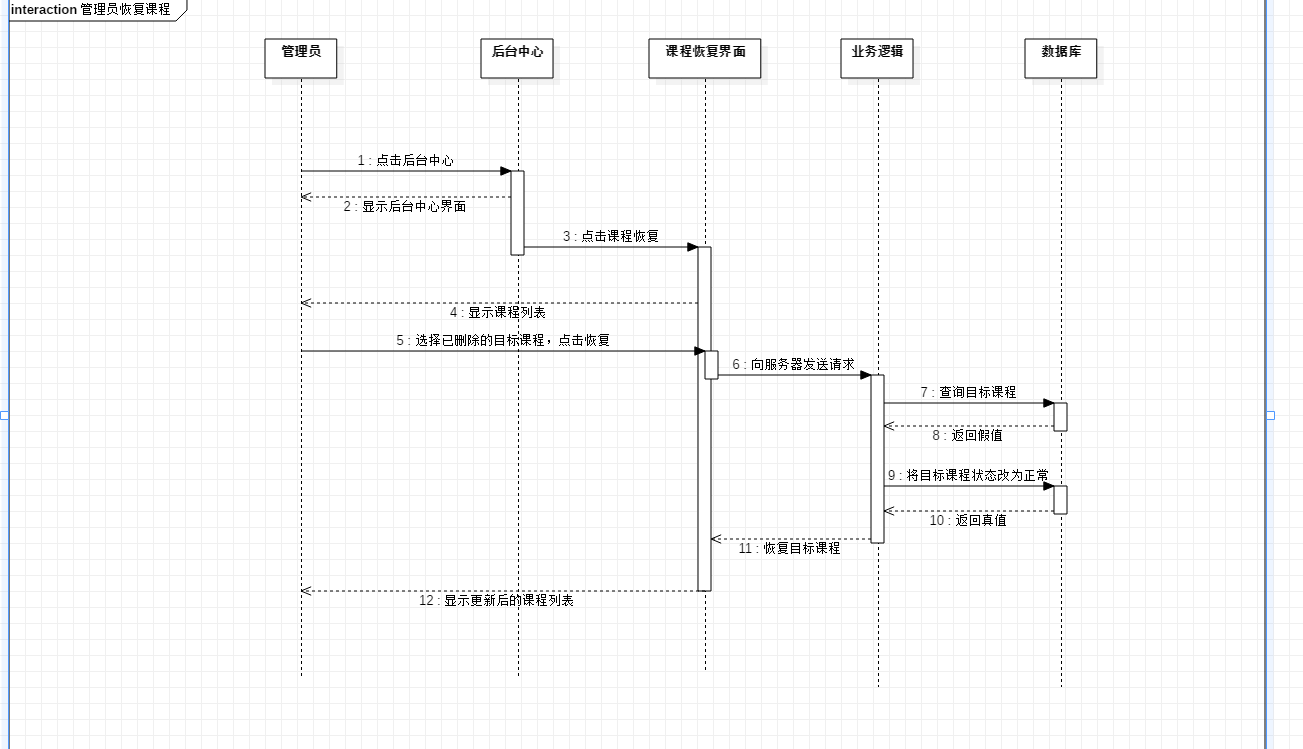 interaction 管理员恢复课程
管理员
后台中心
课程恢复界面
业务逻辑
数据库
1 : 点击后台中心
2 : 显示后台中心界面
3 : 点击课程恢复
4 : 显示课程列表
5 : 选择已删除的目标课程，点击恢复
6 : 向服务器发送请求
7 : 查询目标课程
8 : 返回假值
9 : 将目标课程状态改为正常
10 : 返回真值
11 : 恢复目标课程
12 : 显示更新后的课程列表